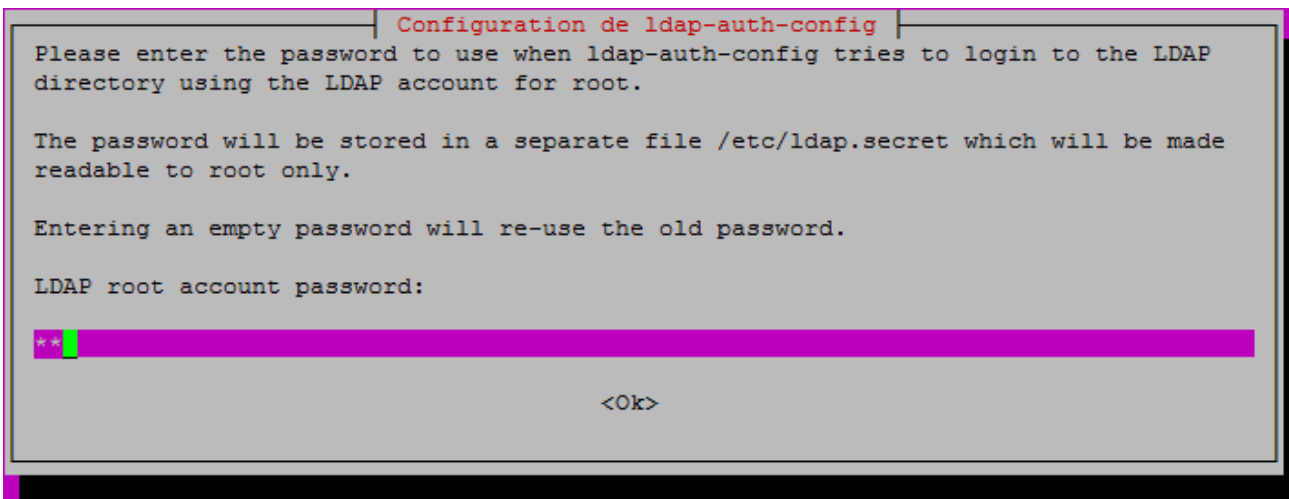 Configuration de ldap-auth-config
Please enter the password to use when ldap-auth-config tries to login to the LDAP
directory using the LDAP account for root.
The password will be stored in a separate file /etc/ldap.secret which will be made
readable to root only.
Entering an empty password will re-use the old password.
LDAP root account password:
**
<Ok>